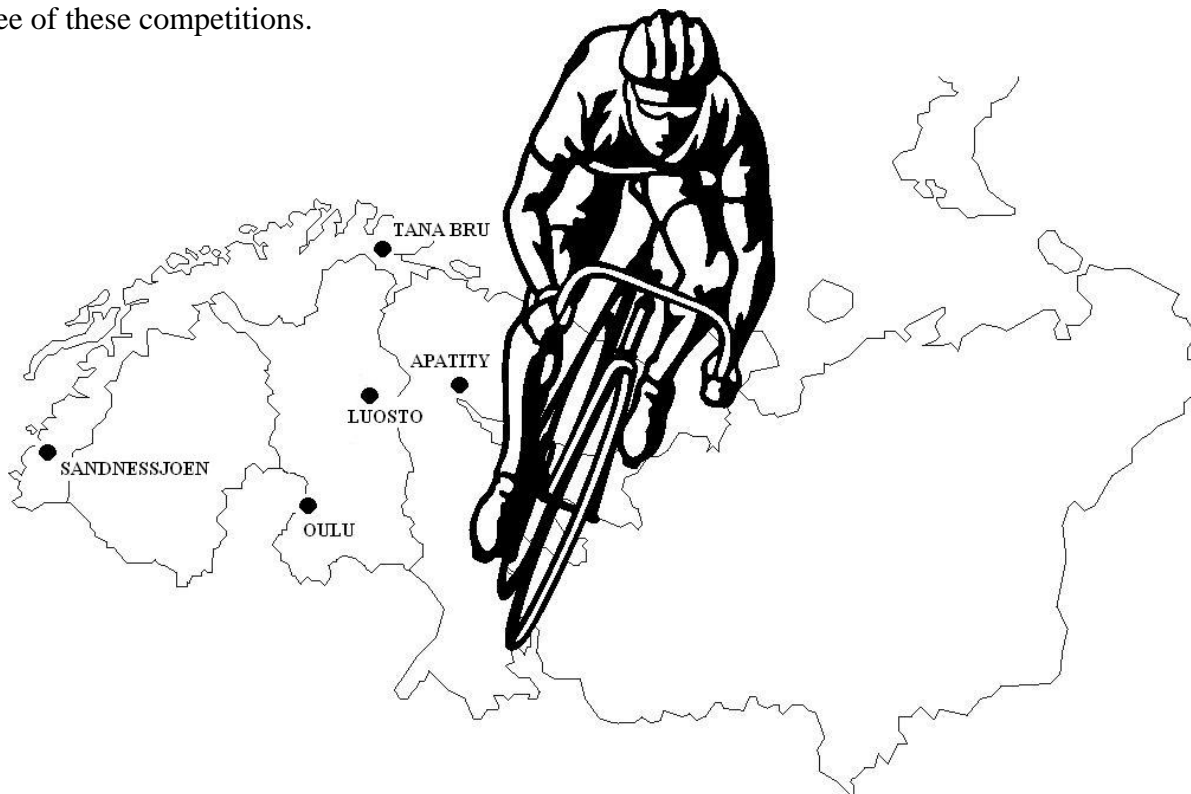 ee of these competitions.
TANA BRU
APATITY
LUOSTO
SANDNESSJOEN
OULU